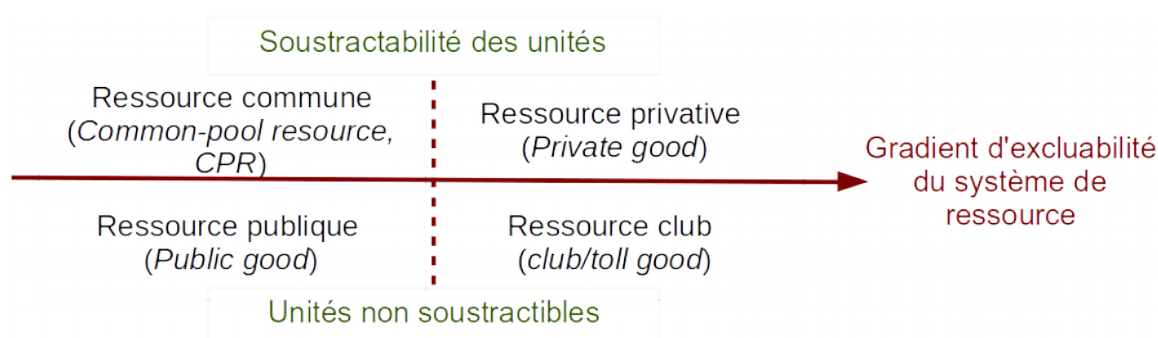 Soustractabilité des unités
Ressource commune
(Common-pool resource,
CPR)
Ressource privative
(Private good)
Gradient d'excluabilité
du système de
ressource
Ressource publique
(Public good)
Ressource club
(club/toll good)
Unités non soustractibles